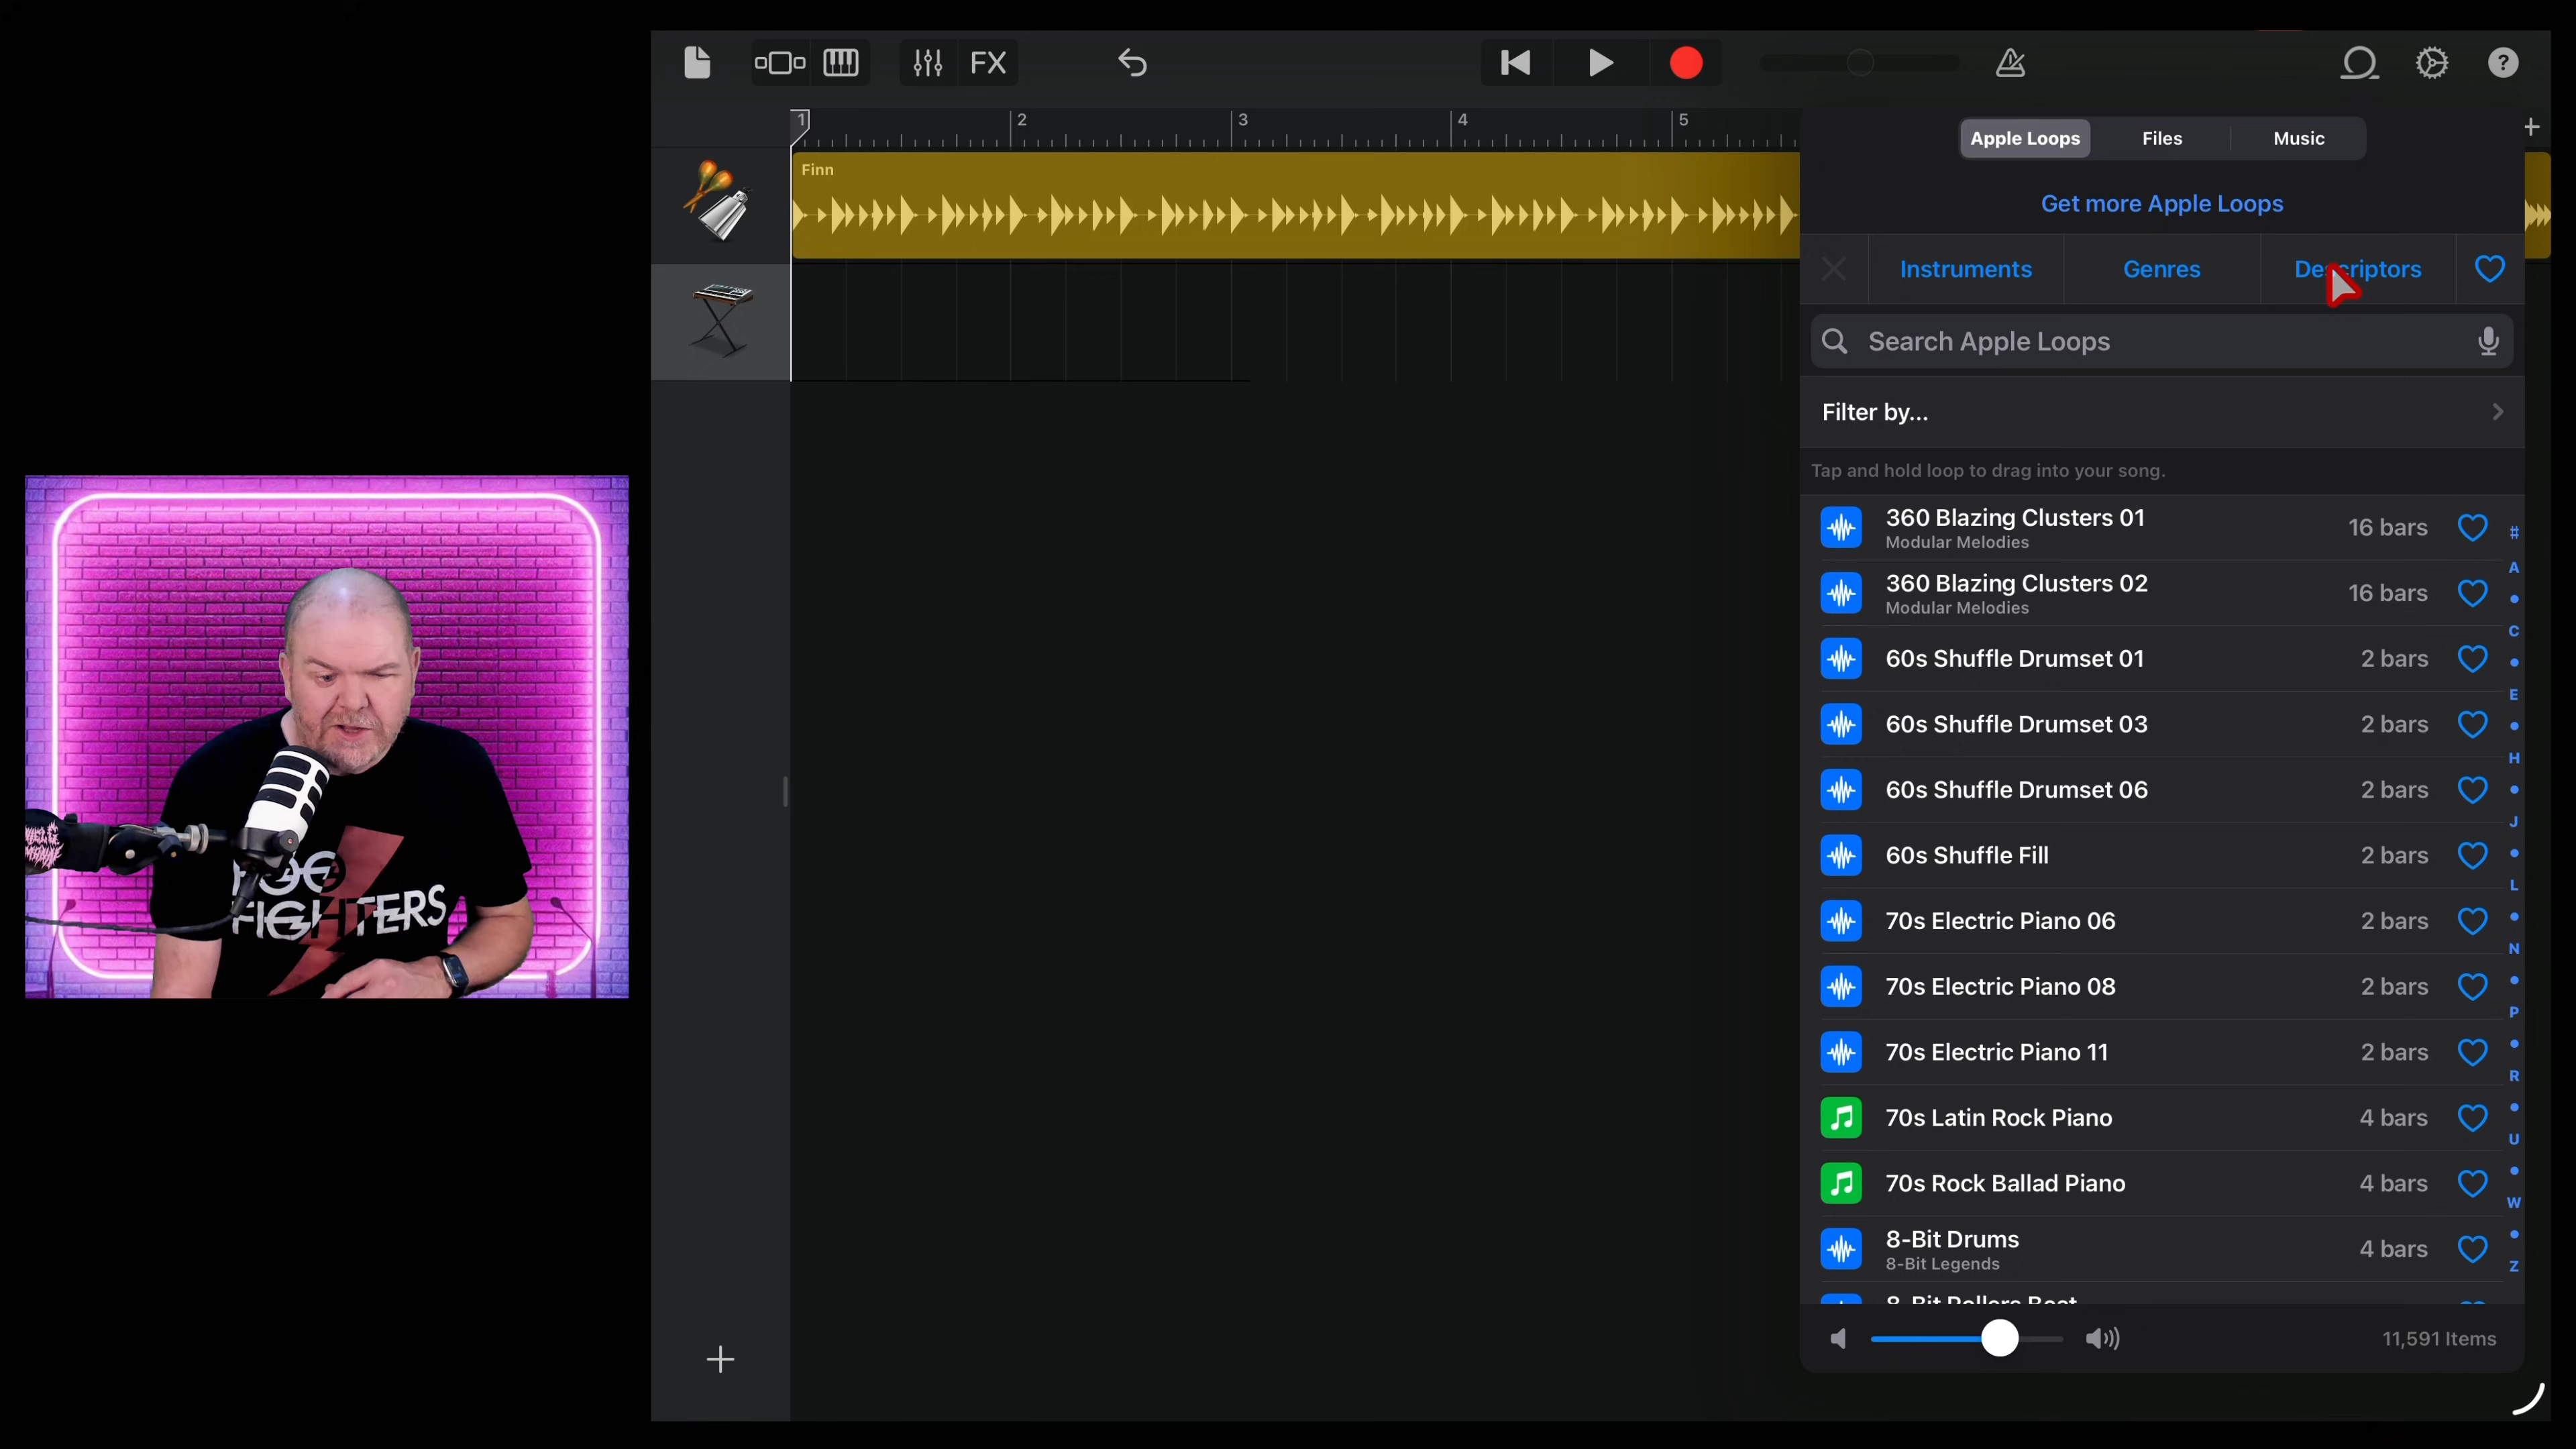 FX
1
2
3
4
5
Finn
Apple Loops
Files
Music
Get more Apple Loops
Instruments
Genres
Descriptors
Search Apple Loops
Filter by...
Tap and hold loop to drag into your song.
360 Blazing Clusters 01
Modular Melodies
16 bars
360 Blazing Clusters 02
Modular Melodies
16 bars
60s Shuffle Drumset 01
2 bars
60s Shuffle Drumset 03
2 bars
60s Shuffle Drumset 06
2 bars
60s Shuffle Fill
2 bars
70s Electric Piano 06
2 bars
70s Electric Piano 08
2 bars
70s Electric Piano 11
2 bars
70s Latin Rock Piano
4 bars
70s Rock Ballad Piano
4 bars
8-Bit Drums
8-Bit Legends
4 bars
#
A
C
E
H
J
L
N
P
R
U
W
Z
11,591 Items
FIGHTERS